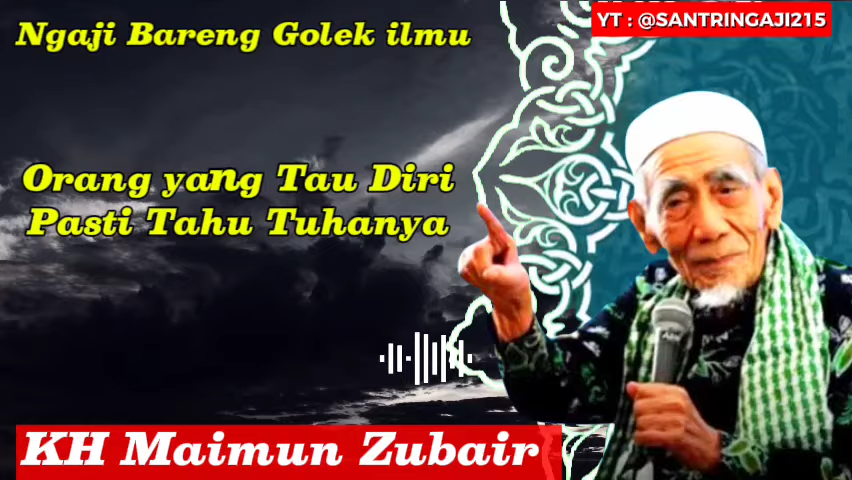 Ngaji Bareng Golek ilmu
YT : @SANTRINGAJI215
Orang yang Tau Diri
Pasti Tahu Tuhanya
KH Maimun Zubair